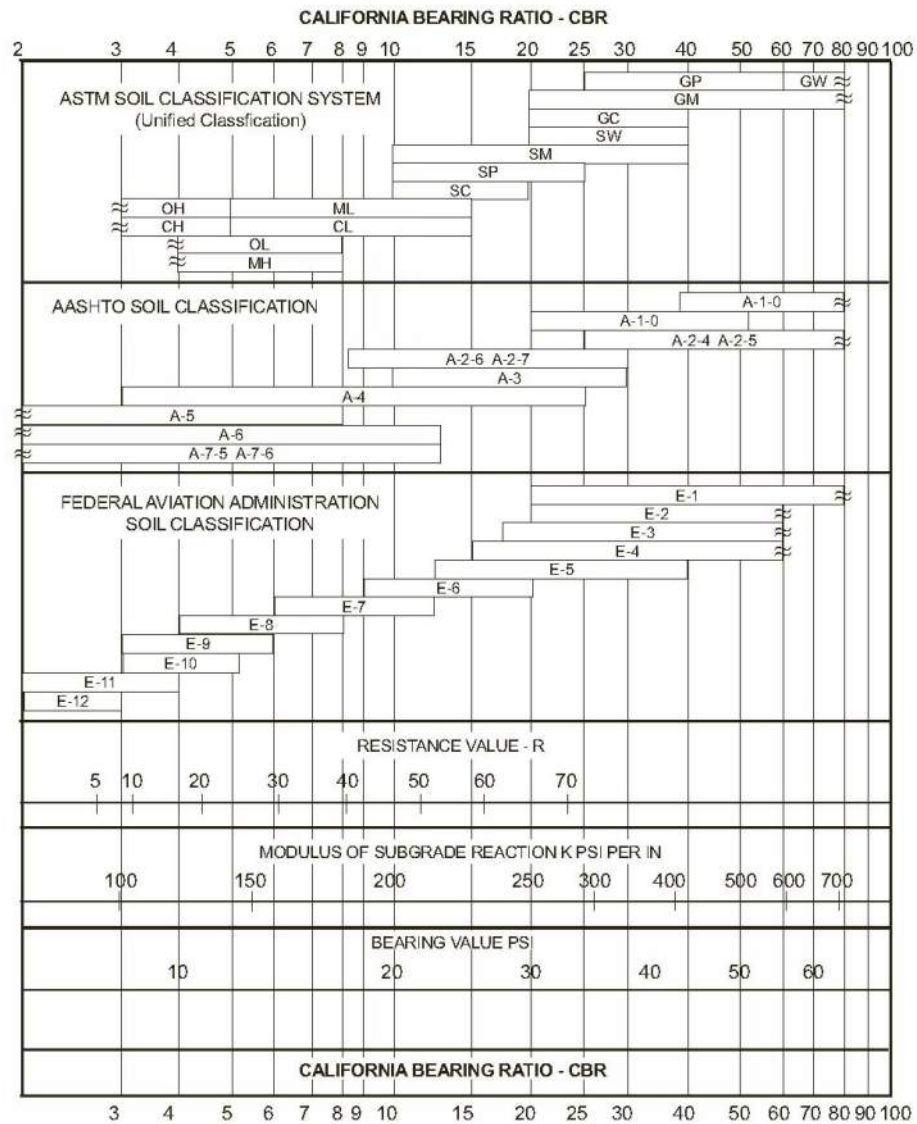 CALIFORNIA BEARING RATIO - CBR
2 3 4 5 6 7 8 9 10 15 20 25 30 40 50 60 70 80 90 100
ASTM SOIL CLASSIFICATION SYSTEM
(Unified Classfication)
GP GW
GM
GC
SW
SM
SP
SC
OH ML
CH CL
OL
MH
AASHTO SOIL CLASSIFICATION
A-1-0
A-1-0
A-2-4 A-2-5
A-2-6 A-2-7
A-3
A-4
A-5
A-6
A-7-5 A-7-6
FEDERAL AVIATION ADMINISTRATION
SOIL CLASSIFICATION
E-1
E-2
E-3
E-4
E-5
E-6
E-7
E-8
E-9
E-10
E-11
E-12
RESISTANCE VALUE - R
5 10 20 30 40 50 60 70
MODULUS OF SUBGRADE REACTION K PSI PER IN
100 150 200 250 300 400 500 600 700
BEARING VALUE PSI
10 20 30 40 50 60
CALIFORNIA BEARING RATIO - CBR
3 4 5 6 7 8 9 10 15 20 25 30 40 50 60 70 80 90 100